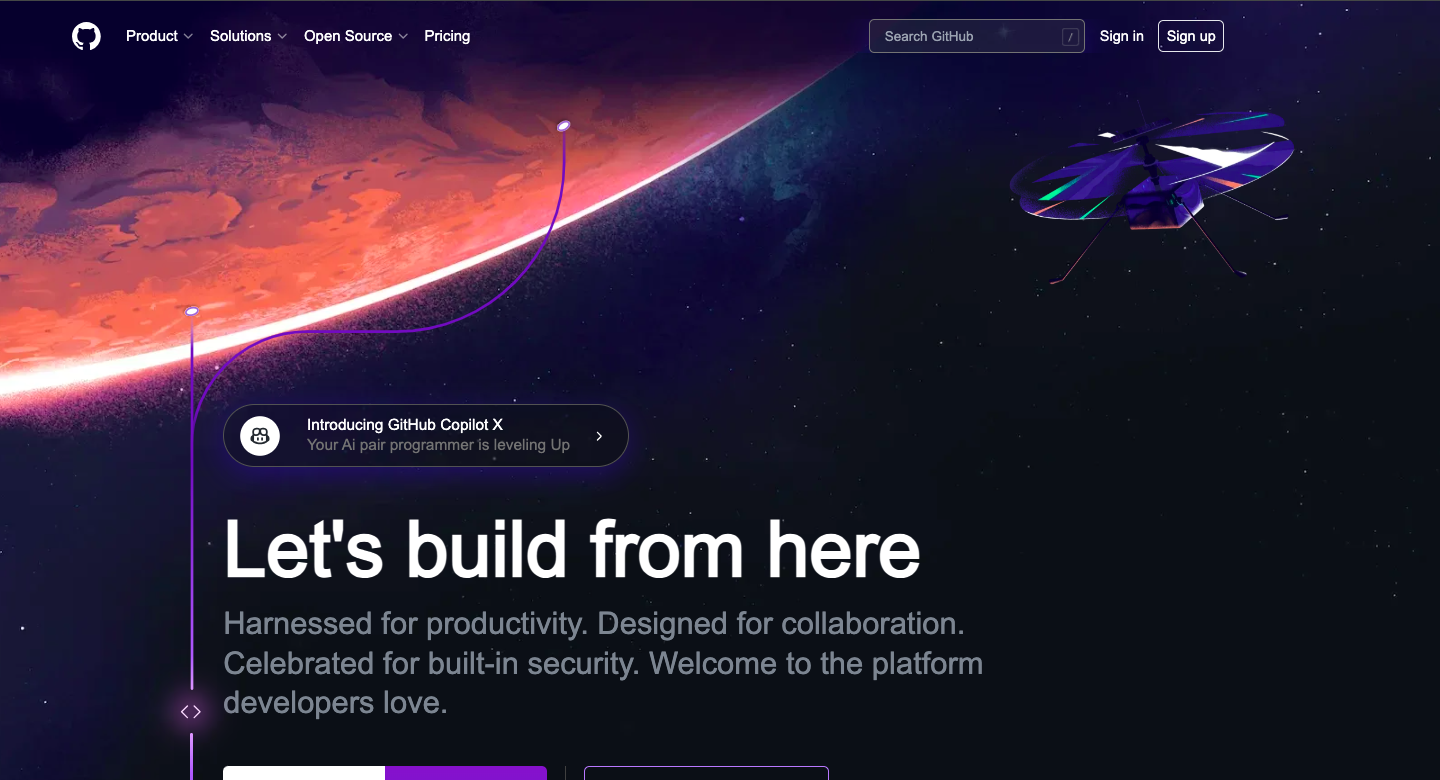 Product
Solutions
Open Source
Pricing
Search GitHub
/
Sign in
Sign up
Introducing GitHub Copilot X
Your Ai pair programmer is leveling Up
Let's build from here
Harnessed for productivity. Designed for collaboration.
Celebrated for built-in security. Welcome to the platform
developers love.